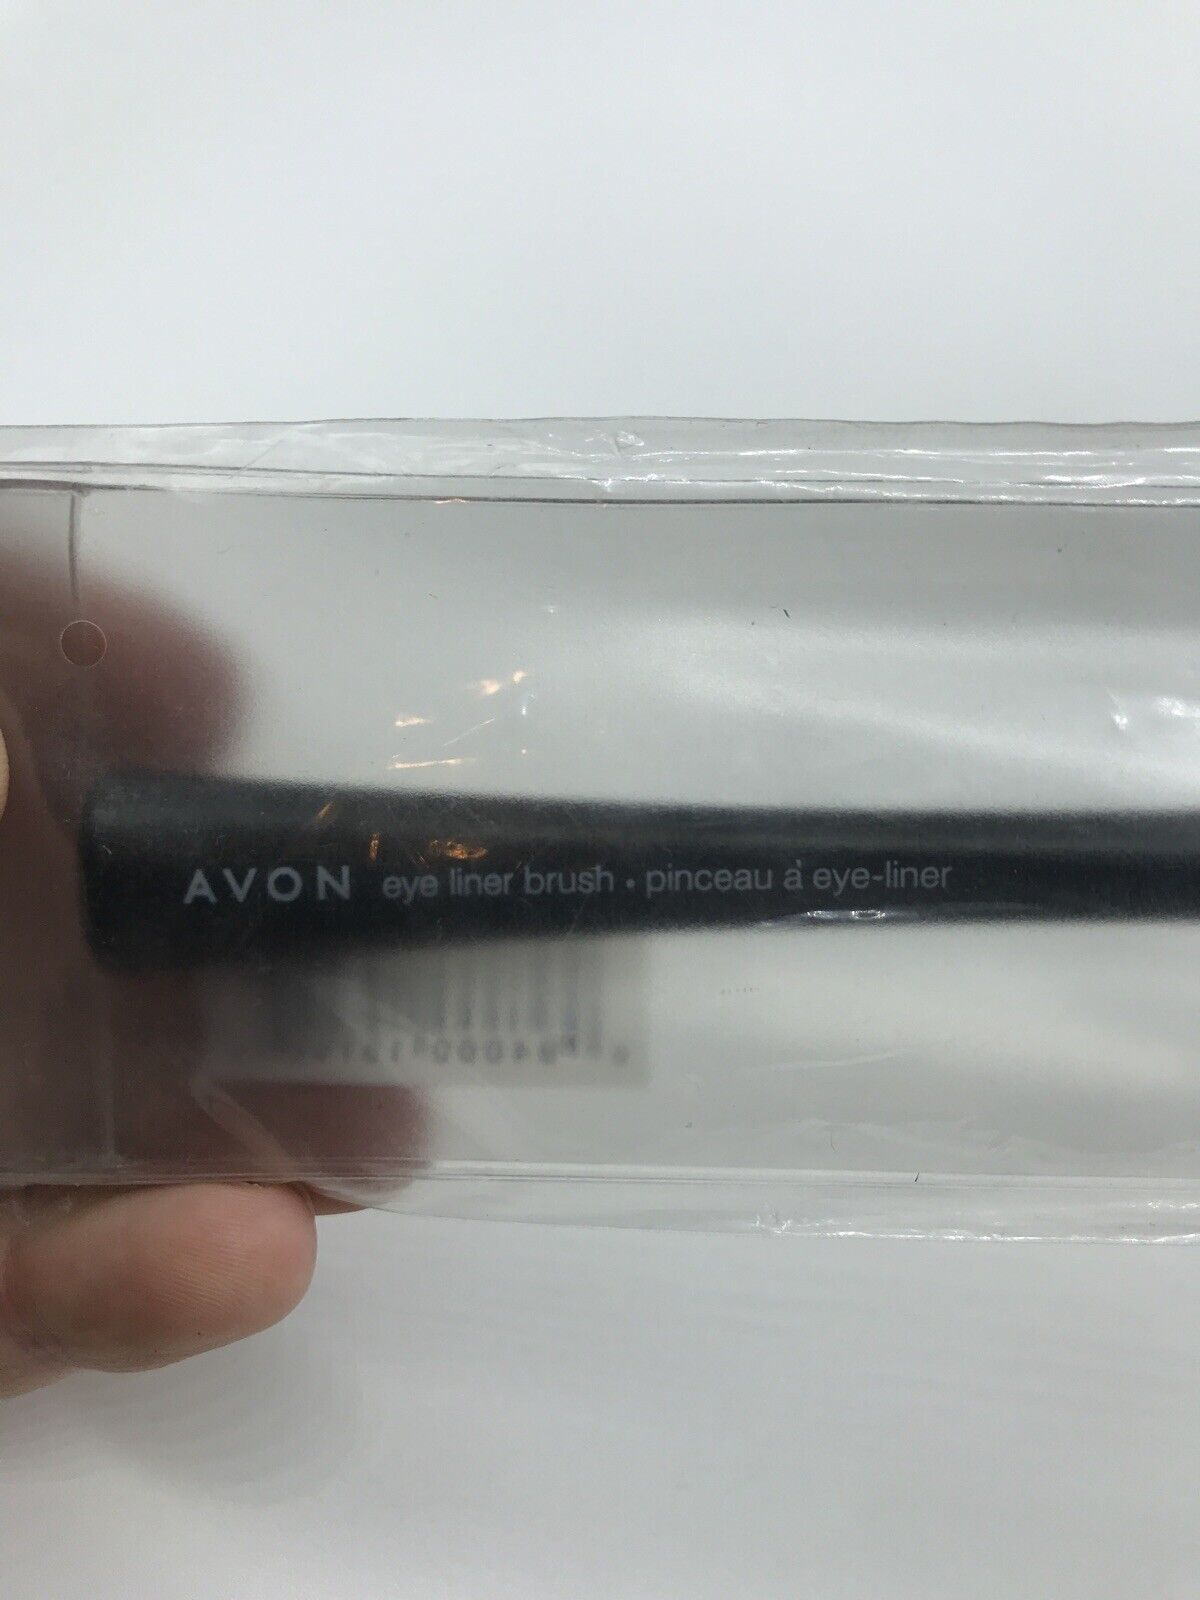 AVON eye liner brush • pinceau à eye-liner